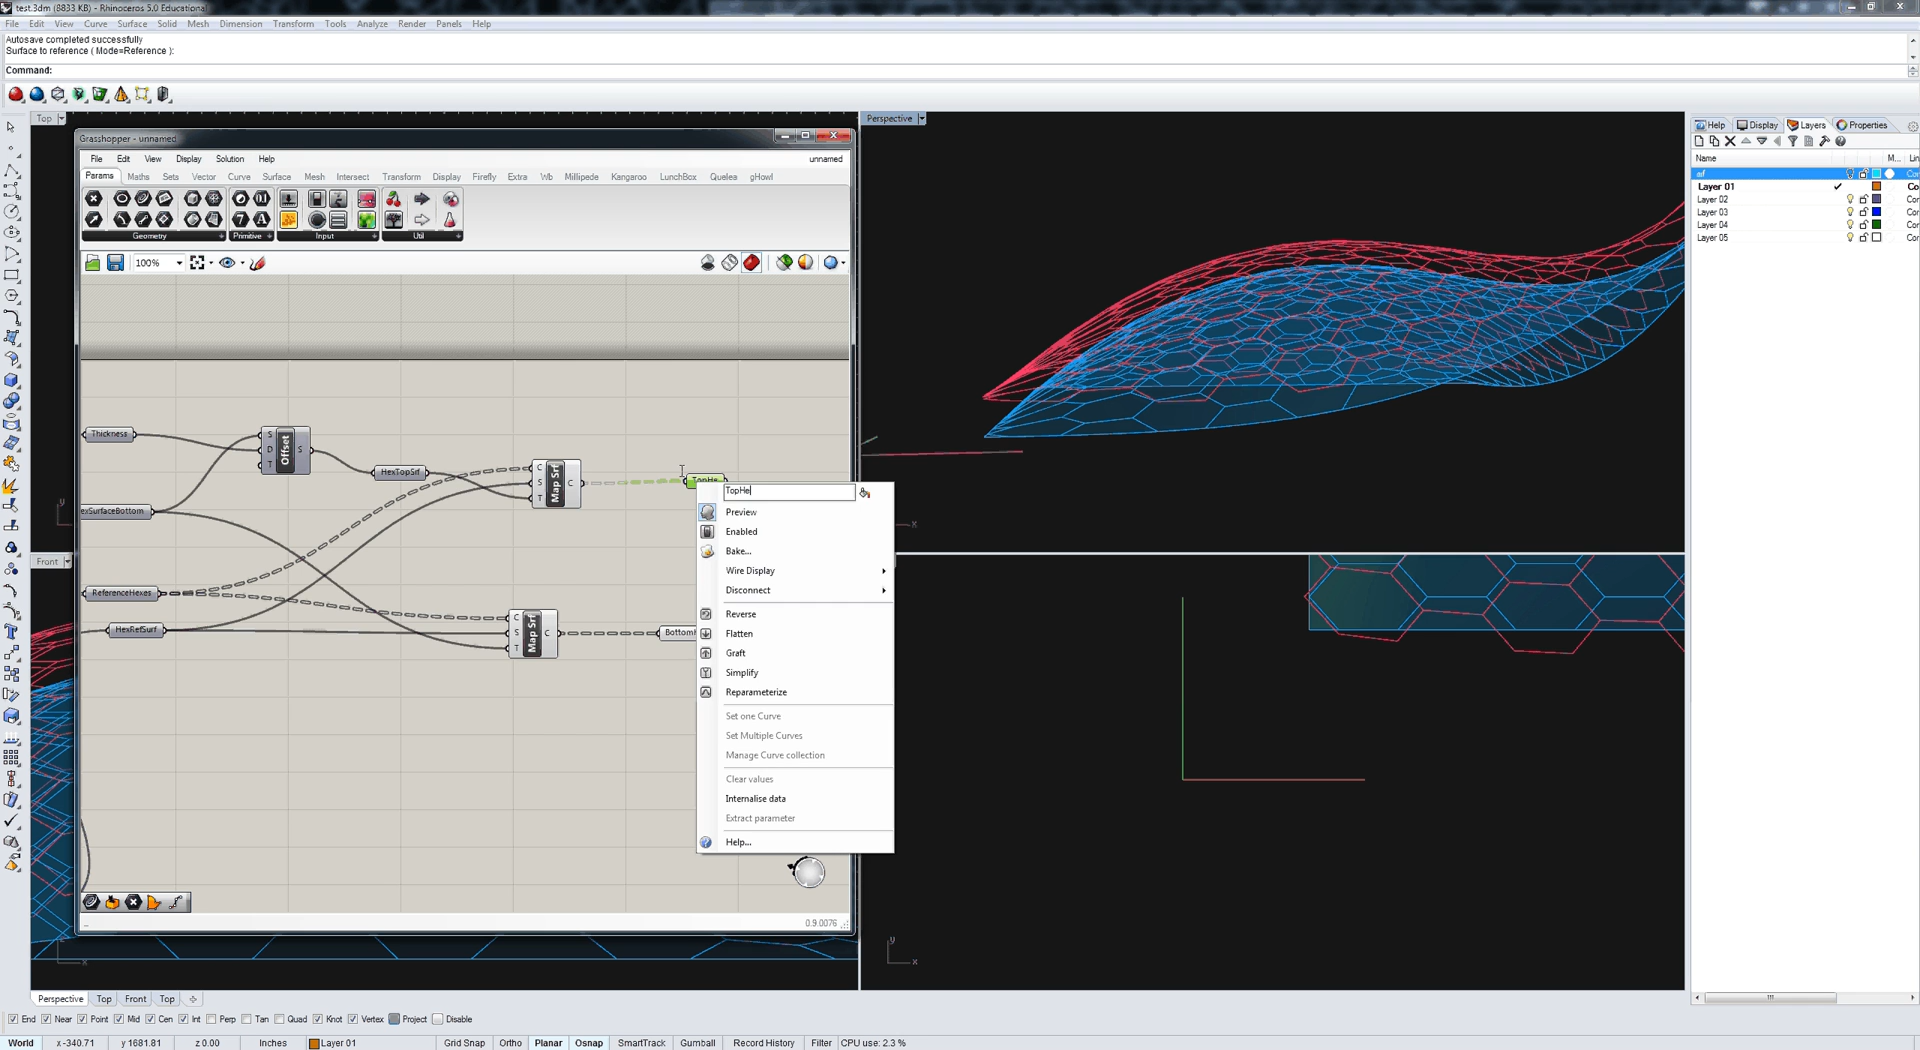 test.3dm (8833 KB) - Rhinoceros 5.0 Educational
File Edit View Curve Surface Solid Mesh Dimension Transform Tools Analyze Render Panels Help
Autosave completed successfully
Surface to reference ( Mode=Reference ):
Command:
Top
Grasshopper - unnamed
File Edit View Display Solution Help unnamed
Params Maths Sets Vector Curve Surface Mesh Intersect Transform Display Firefly Extra Wb Millipede Kangaroo LunchBox Quelea gHowl
Geometry Primitive Input Util
100%
Thickness
S D T Offset S
HexTopSrf
C S T Map Srf C
exSurfaceBottom
ReferenceHexes
HexRefSurf
C S T Map Srf C
TopHe
Preview
Enabled
Bake...
Wire Display
Disconnect
Reverse
Flatten
Graft
Simplify
Reparameterize
Set one Curve
Set Multiple Curves
Manage Curve collection
Clear values
Internalise data
Extract parameter
Help...
0.9.0076
Perspective
Front
y
x
x
y
x
Help Display Layers Properties
Name M... Lin
Layer 01 Co
Layer 02 Cor
Layer 03 Cor
Layer 04 Cor
Layer 05 Cor
Perspective Top Front Top
End Near Point Mid Cen Int Perp Tan Quad Knot Vertex Project Disable
World x -340.71 y 1681.81 z 0.00 Inches Layer 01 Grid Snap Ortho Planar Osnap SmartTrack Gumball Record History Filter CPU use: 2.3 %